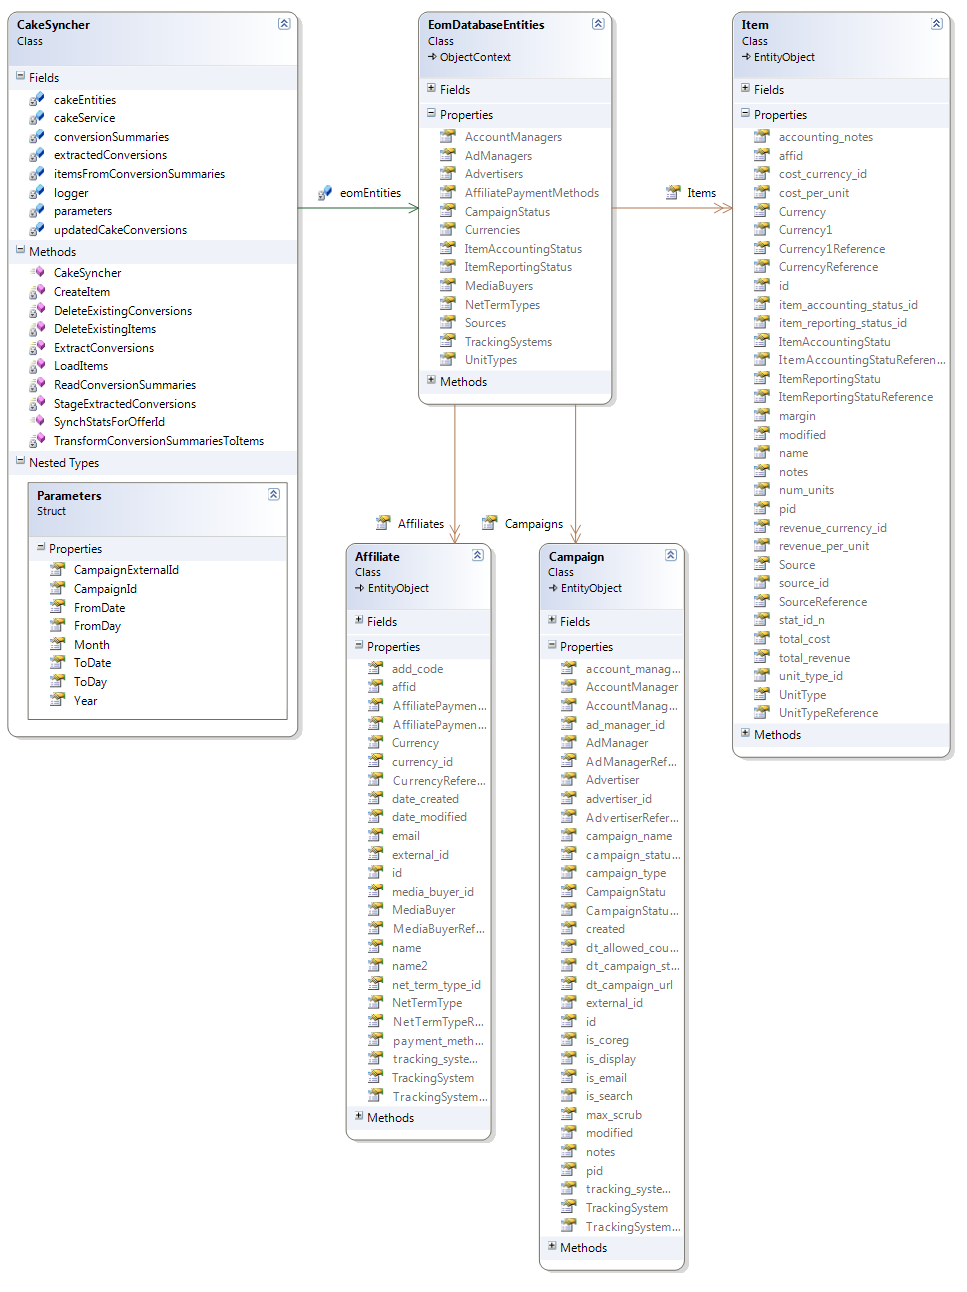 CakeSyncher
Class
Fields
cakeEntities
cakeService
conversionSummaries
extractedConversions
itemsFromConversionSummaries
logger
parameters
updatedCakeConversions
Methods
CakeSyncher
CreateItem
DeleteExistingConversions
DeleteExistingItems
ExtractConversions
LoadItems
ReadConversionSummaries
StageExtractedConversions
SynchStatsForOfferId
TransformConversionSummariesToItems
Nested Types
Parameters
Struct
Properties
CampaignExternalId
CampaignId
FromDate
FromDay
Month
ToDate
ToDay
Year
eomEntities
EomDatabaseEntities
Class
ObjectContext
Fields
Properties
AccountManagers
AdManagers
Advertisers
AffiliatePaymentMethods
CampaignStatus
Currencies
ItemAccountingStatus
ItemReportingStatus
MediaBuyers
NetTermTypes
Sources
TrackingSystems
UnitTypes
Methods
Items
Item
Class
EntityObject
Fields
Properties
accounting_notes
affid
cost_currency_id
cost_per_unit
Currency
Currency1
Currency1Reference
CurrencyReference
id
item_accounting_status_id
item_reporting_status_id
ItemAccountingStatu
ItemAccountingStatuReferen...
ItemReportingStatu
ItemReportingStatuReference
margin
modified
name
notes
num_units
pid
revenue_currency_id
revenue_per_unit
Source
source_id
SourceReference
stat_id_n
total_cost
total_revenue
unit_type_id
UnitType
UnitTypeReference
Methods
Affiliates
Affiliate
Class
EntityObject
Fields
Properties
add_code
affid
AffiliatePaymen...
AffiliatePaymen...
Currency
currency_id
CurrencyRefere...
date_created
date_modified
email
external_id
id
media_buyer_id
MediaBuyer
MediaBuyerRef...
name
name2
net_term_type_id
NetTermType
NetTermTypeR...
payment_meth...
tracking_syste...
TrackingSystem
TrackingSystem...
Methods
Campaigns
Campaign
Class
EntityObject
Fields
Properties
account_manag...
AccountManager
AccountManag...
ad_manager_id
AdManager
AdManagerRef...
Advertiser
advertiser_id
AdvertiserRefer...
campaign_name
campaign_statu...
campaign_type
CampaignStatu
CampaignStatu...
created
dt_allowed_cou...
dt_campaign_st...
dt_campaign_url
external_id
id
is_coreg
is_display
is_email
is_search
max_scrub
modified
notes
pid
tracking_syste...
TrackingSystem
TrackingSystem...
Methods